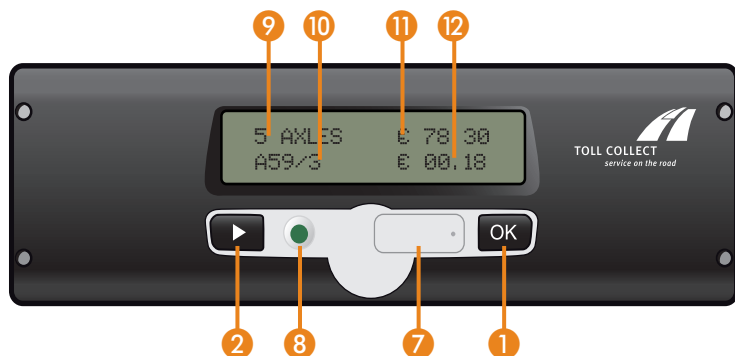 9 10 11 12
5 AXLES € 78 30
A59/3 € 00.18
TOLL COLLECT
service on the road
OK
2 8 7 1